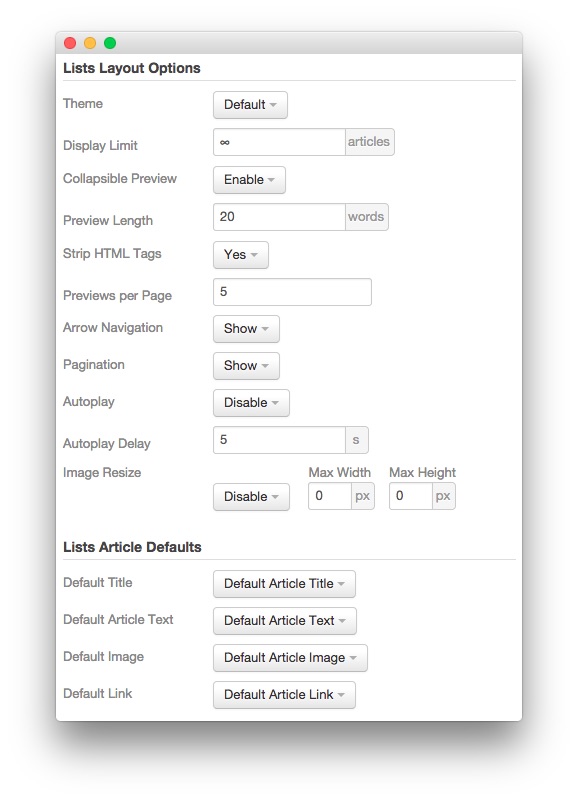 Lists Layout Options
Theme Default
Display Limit ∞ articles
Collapsible Preview Enable
Preview Length 20 words
Strip HTML Tags Yes
Previews per Page 5
Arrow Navigation Show
Pagination Show
Autoplay Disable
Autoplay Delay 5 s
Image Resize Max Width Max Height
Disable 0 px 0 px
Lists Article Defaults
Default Title Default Article Title
Default Article Text Default Article Text
Default Image Default Article Image
Default Link Default Article Link